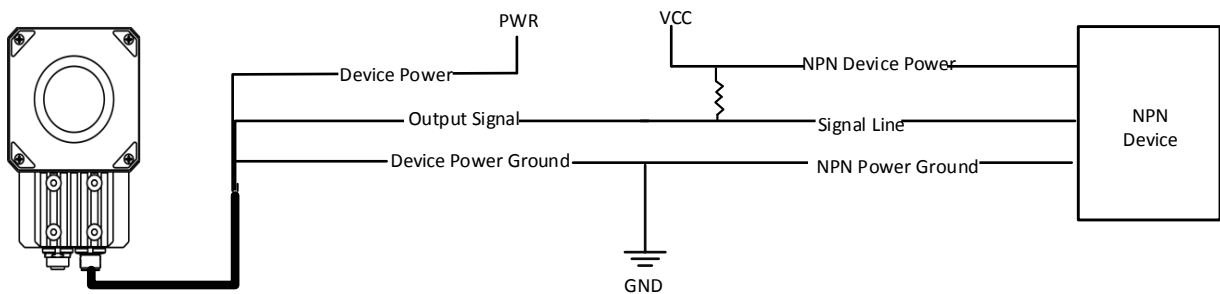 PWR
VCC
Device Power
NPN Device Power
Output Signal
Signal Line
NPN
Device
Device Power Ground
NPN Power Ground
GND